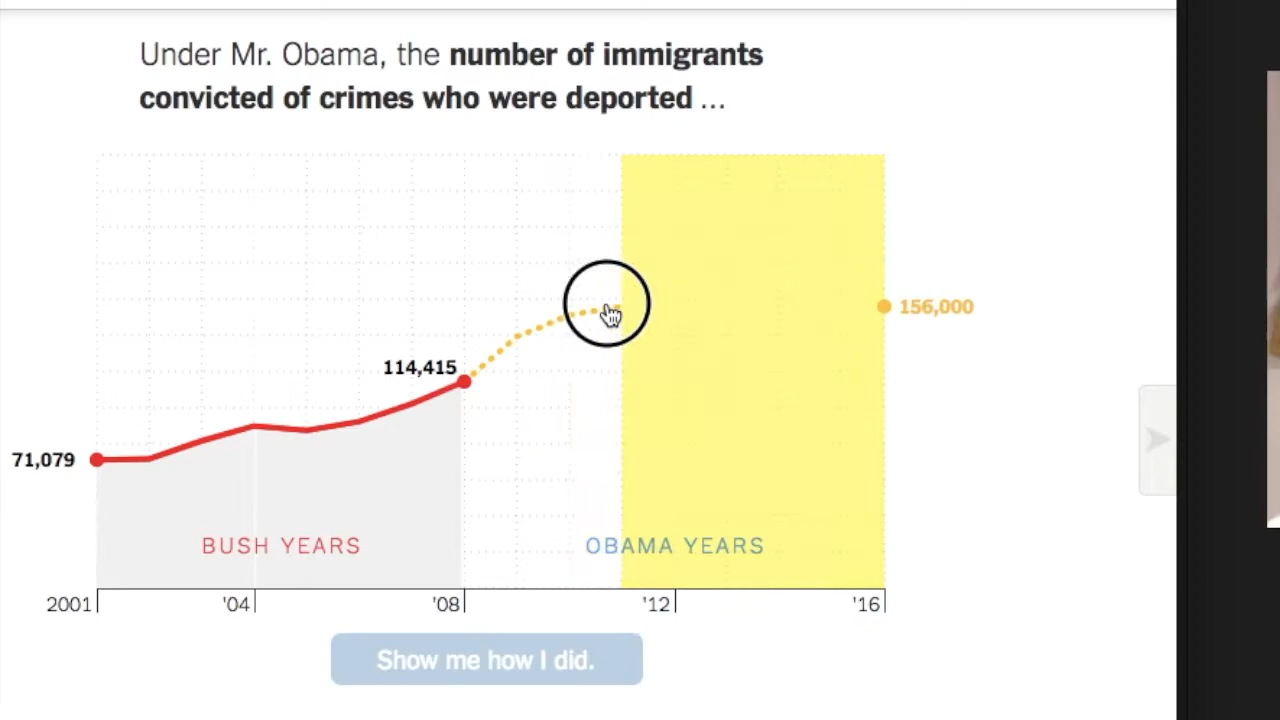 Under Mr. Obama, the number of immigrants
convicted of crimes who were deported ...
156,000
114,415
71,079
BUSH YEARS
OBAMA YEARS
2001
'04
'08
'12
'16
Show me how I did.